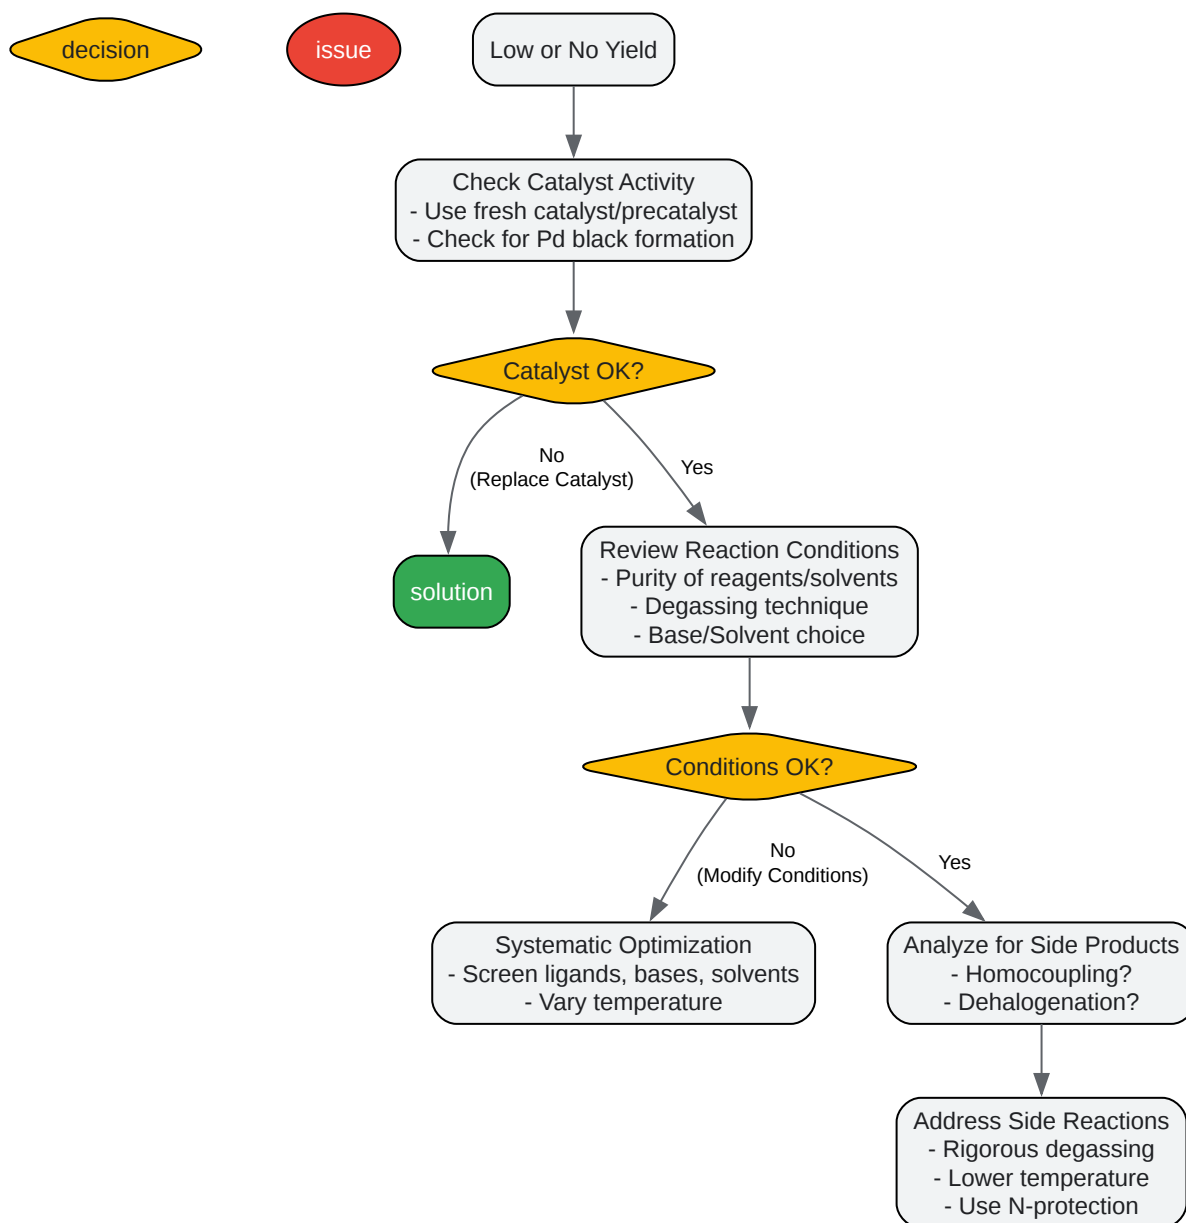 decision
issue
Low or No Yield
Check Catalyst Activity
- Use fresh catalyst/precatalyst
- Check for Pd black formation
Catalyst OK?
No
(Replace Catalyst)
Yes
solution
Review Reaction Conditions
- Purity of reagents/solvents
- Degassing technique
- Base/Solvent choice
Conditions OK?
No
(Modify Conditions)
Yes
Systematic Optimization
- Screen ligands, bases, solvents
- Vary temperature
Analyze for Side Products
- Homocoupling?
- Dehalogenation?
Address Side Reactions
- Rigorous degassing
- Lower temperature
- Use N-protection